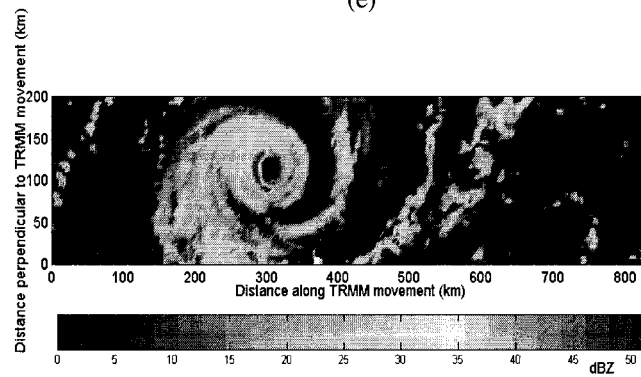 (e)
Distance perpendicular to TRMM movement (km)
200
150
100
50
0
0 100 200 300 400 500 600 700 800
Distance along TRMM movement (km)
0 5 10 15 20 25 30 35 40 45 50
dBZ